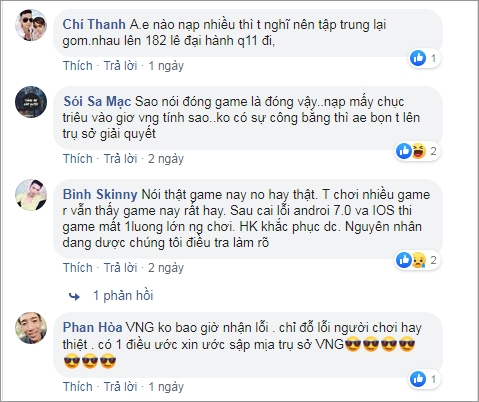 Chí Thanh A.e nào nạp nhiều thì t nghĩ nên tập trung lại
gom.nhau lên 182 lê đại hành q11 đi,
1
Thích · Trả lời · 1 ngày
Sói Sa Mạc Sao nói đóng game là đóng vậy..nạp mấy chục
triêu vào giơ vng tính sao..ko có sự công bằng thì ae bọn t lên
trụ sở giải quyết
2
Thích · Trả lời · 2 ngày
Bình Skinny Nói thật game nay no hay thật. T chơi nhiều game
r vẫn thấy game nay rất hay. Sau cai lỗi androi 7.0 va IOS thi
game mất 1luong lớn ng chơi. HK khắc phục dc. Nguyên nhân
dang dược chúng tôi điều tra làm rõ
2
Thích · Trả lời · 2 ngày
1 phản hồi
Phan Hòa VNG ko bao giờ nhận lỗi . chỉ đỗ lỗi người chơi hay
thiệt . có 1 điều ước xin ước sập mịa trụ sở VNG😎😎😎😎
😎😎😎😎
1
Thích · Trả lời · 1 ngày